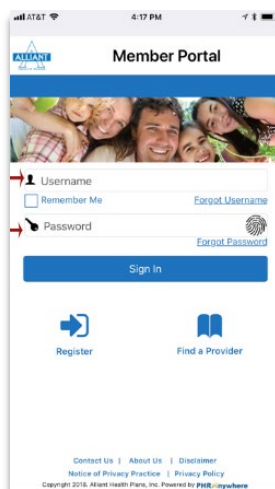 AT&T 4:17 PM
ALLIANT
Member Portal
Username
Remember Me Forgot Username
Password
Forgot Password
Sign In
Register Find a Provider
Contact Us | About Us | Disclaimer
Notice of Privacy Practice | Privacy Policy
Copyright 2018, Alliant Health Plans, Inc. Powered by PHRAnywhere